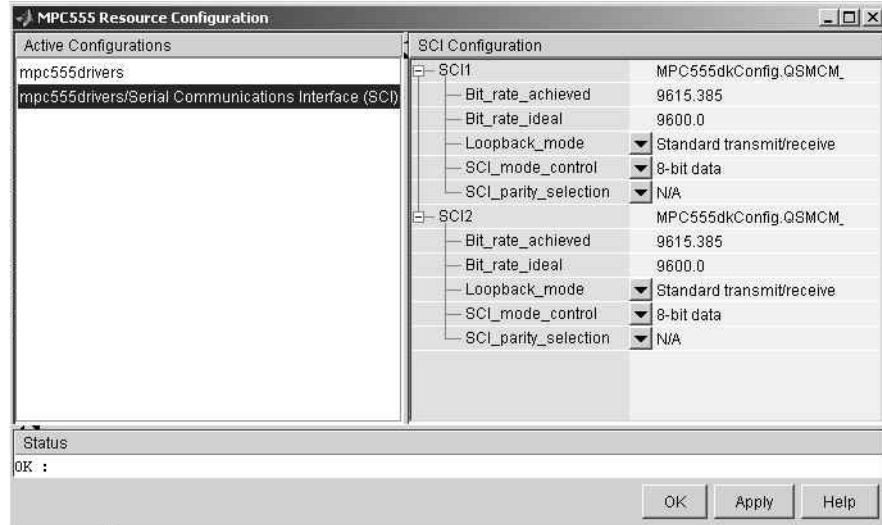 MPC555 Resource Configuration
Active Configurations
mpc555drivers
mpc555drivers/Serial Communications Interface (SCI)
SCI Configuration
SCI1 MPC555dkConfig.QSMCM_
Bit_rate_achieved 9615.385
Bit_rate_ideal 9600.0
Loopback_mode Standard transmit/receive
SCI_mode_control 8-bit data
SCI_parity_selection N/A
SCI2 MPC555dkConfig.QSMCM_
Bit_rate_achieved 9615.385
Bit_rate_ideal 9600.0
Loopback_mode Standard transmit/receive
SCI_mode_control 8-bit data
SCI_parity_selection N/A
Status
OK :
OK Apply Help